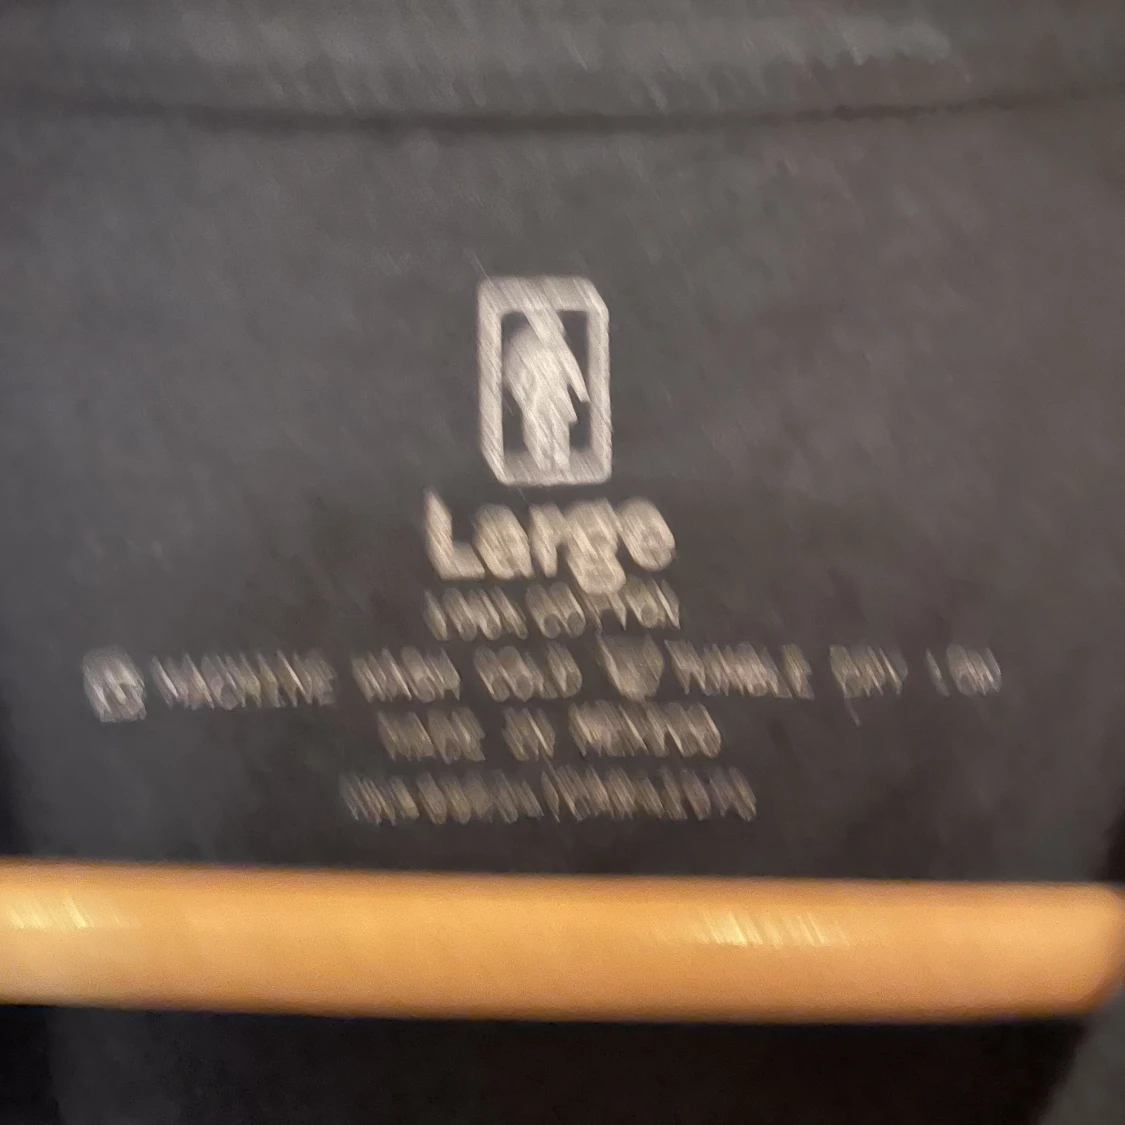 Large
100% COTTON
MACHINE WASH COLD TUMBLE DRY LOW
MADE IN MEXICO